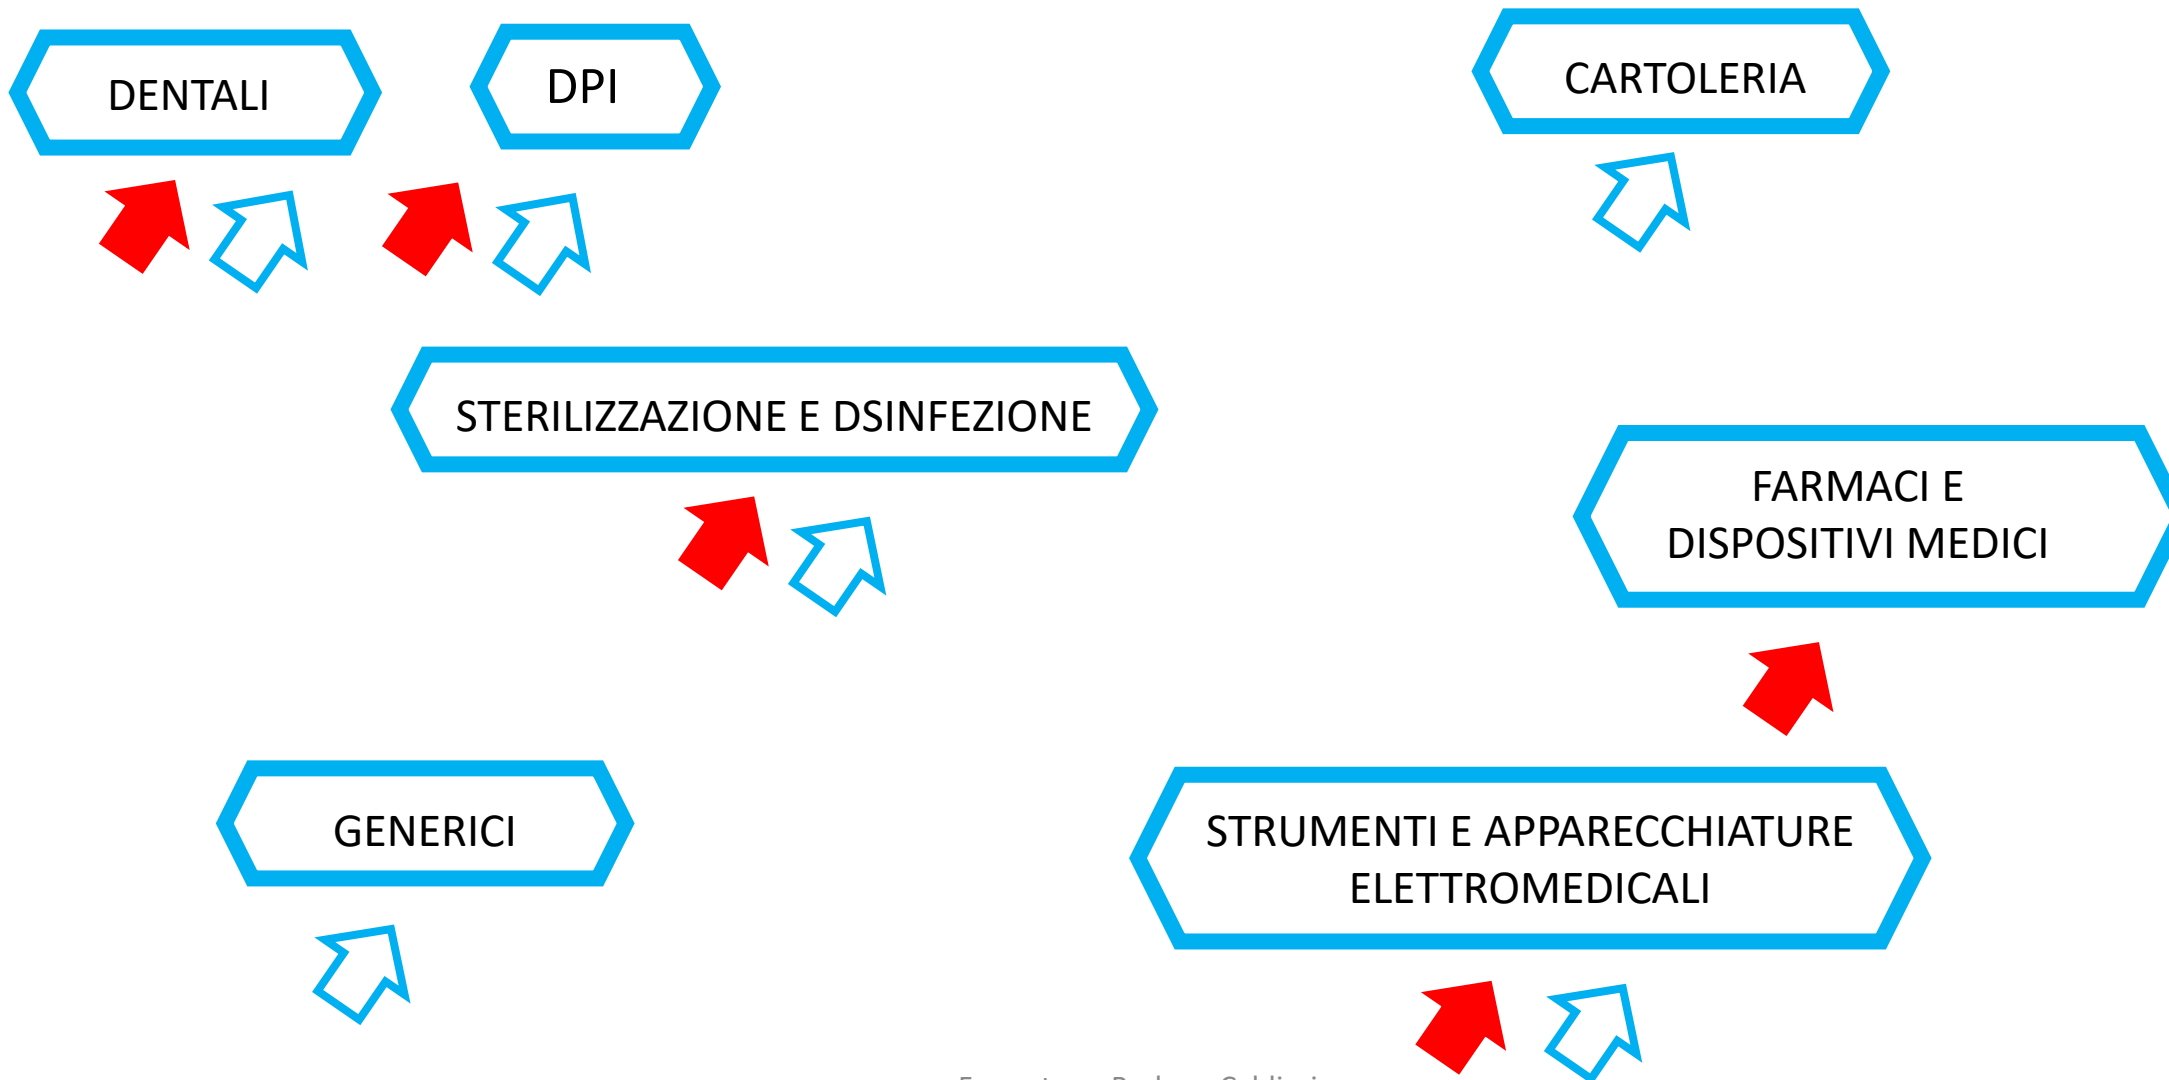 DENTALI
DPI
CARTOLERIA
STERILIZZAZIONE E DSINFEZIONE
FARMACI E
DISPOSITIVI MEDICI
GENERICI
STRUMENTI E APPARECCHIATURE
ELETTROMEDICALI